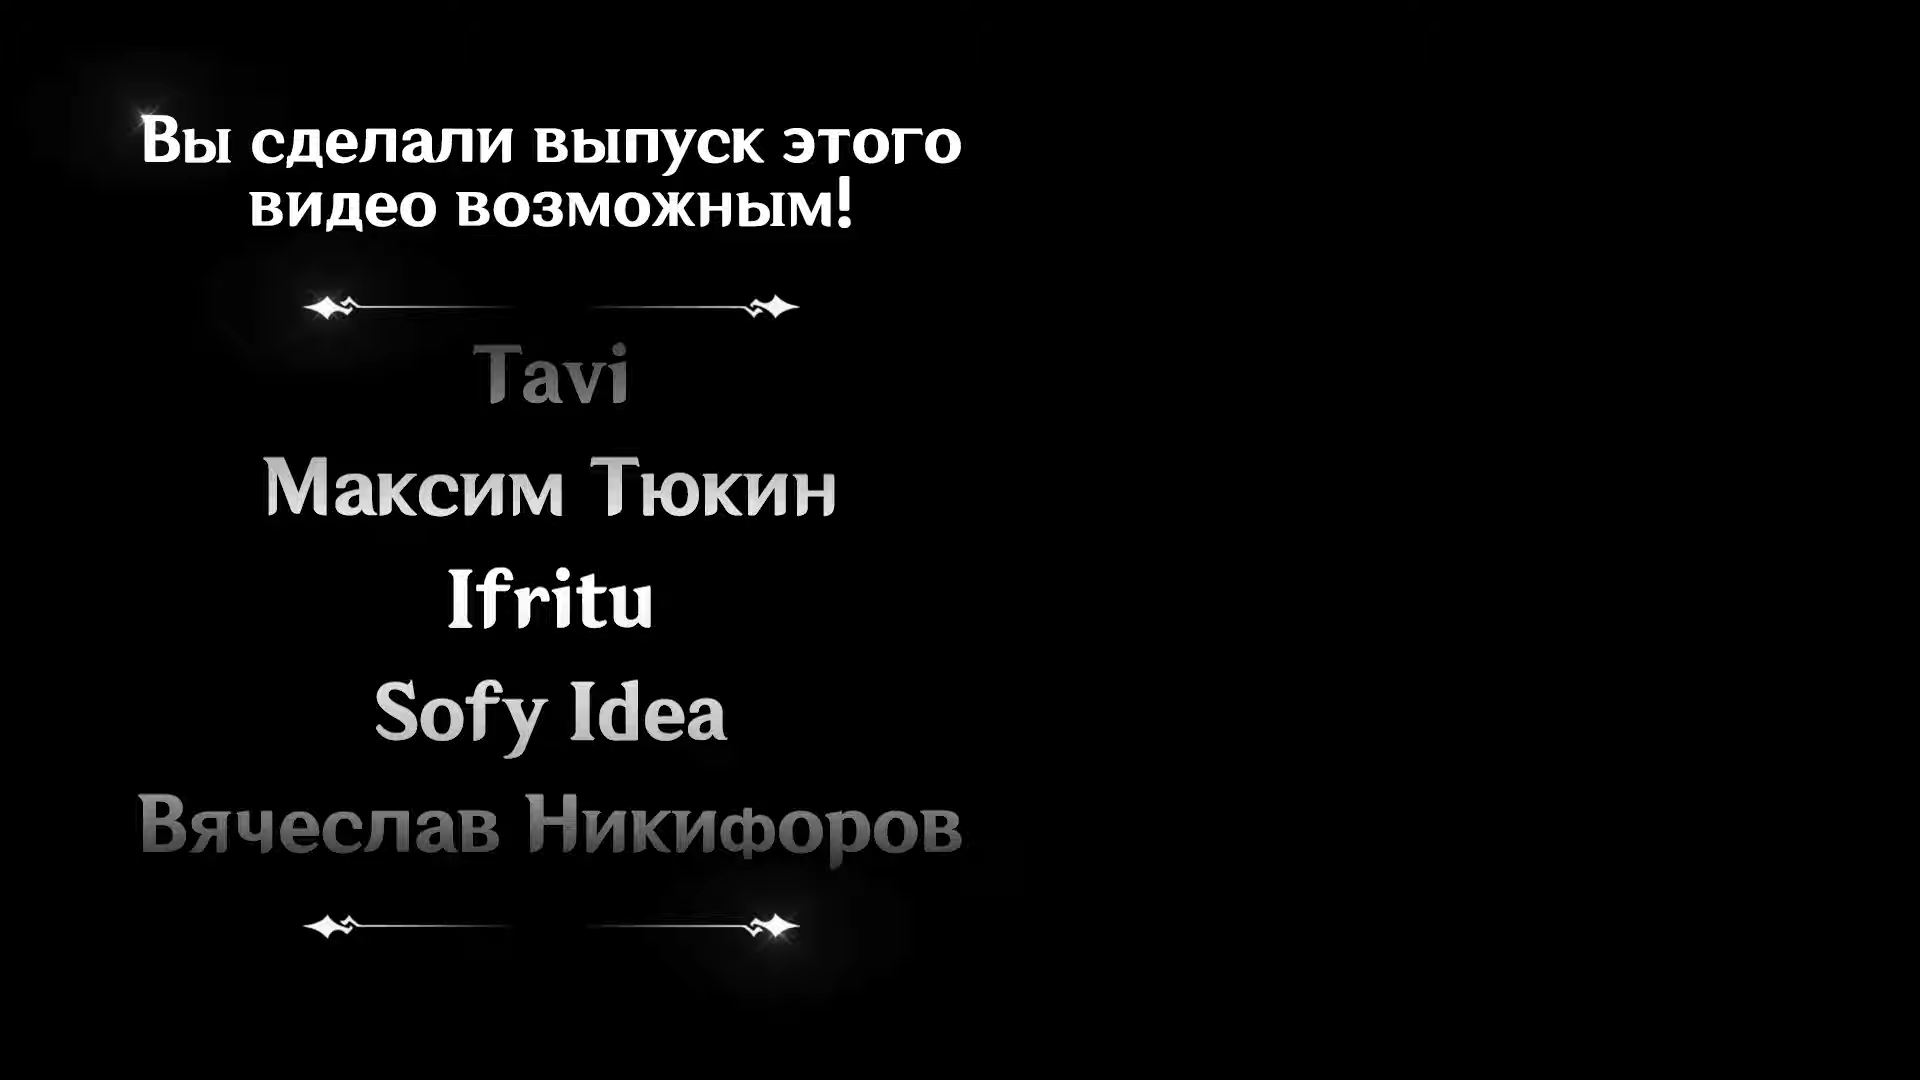 Вы сделали выпуск этого
видео возможным!
Tavi
Максим Тюкин
Ifritu
Sofy Idea
Вячеслав Никифоров